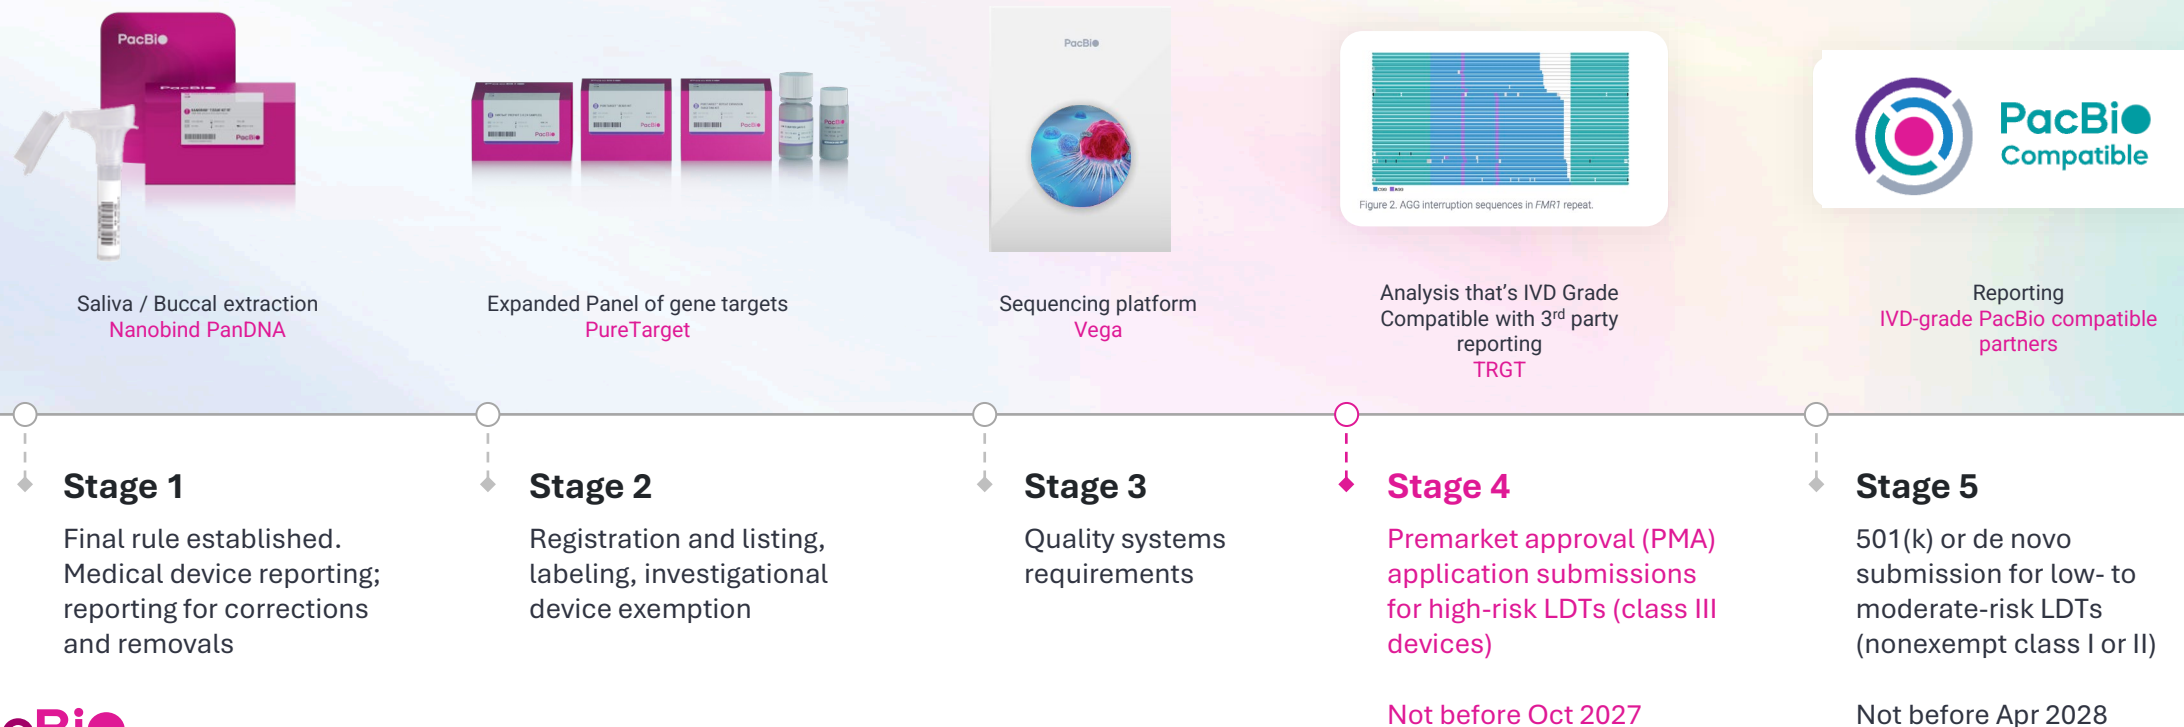 PacBio
PacBio
PacBio
PacBio
PacBio
PacBio
PacBio
Figure 2. AGG interruption sequences in FMR1 repeat.
PacBio
Compatible
Saliva / Buccal extraction
Nanobind PanDNA
Expanded Panel of gene targets
PureTarget
Sequencing platform
Vega
Analysis that's IVD Grade
Compatible with 3rd party
reporting
TRGT
Reporting
IVD-grade PacBio compatible
partners
Stage 1
Final rule established.
Medical device reporting;
reporting for corrections
and removals
Stage 2
Registration and listing,
labeling, investigational
device exemption
Stage 3
Quality systems
requirements
Stage 4
Premarket approval (PMA)
application submissions
for high-risk LDTs (class III
devices)
Not before Oct 2027
Stage 5
501(k) or de novo
submission for low- to
moderate-risk LDTs
(nonexempt class I or II)
Not before Apr 2028